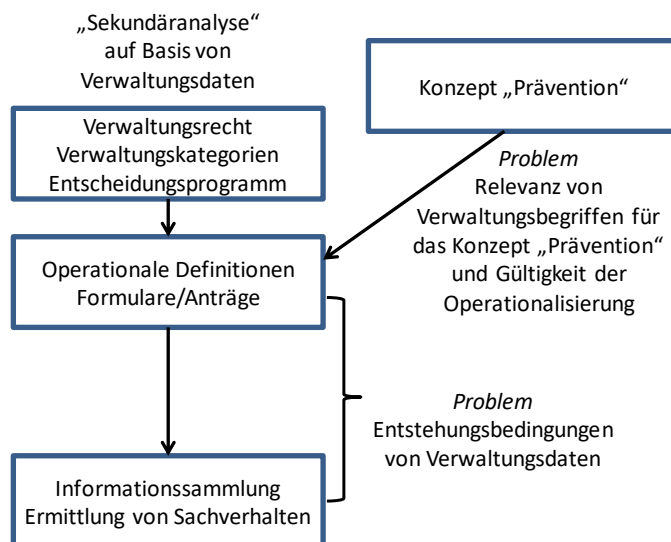 „Sekundäranalyse“
auf Basis von
Verwaltungsdaten
Konzept „Prävention“
Verwaltungsrecht
Verwaltungskategorien
Entscheidungsprogramm
Problem
Relevanz von
Verwaltungsbegriffen für
das Konzept „Prävention“
und Gültigkeit der
Operationalisierung
Operationale Definitionen
Formulare/Anträge
Problem
Entstehungsbedingungen
von Verwaltungsdaten
Informationssammlung
Ermittlung von Sachverhalten